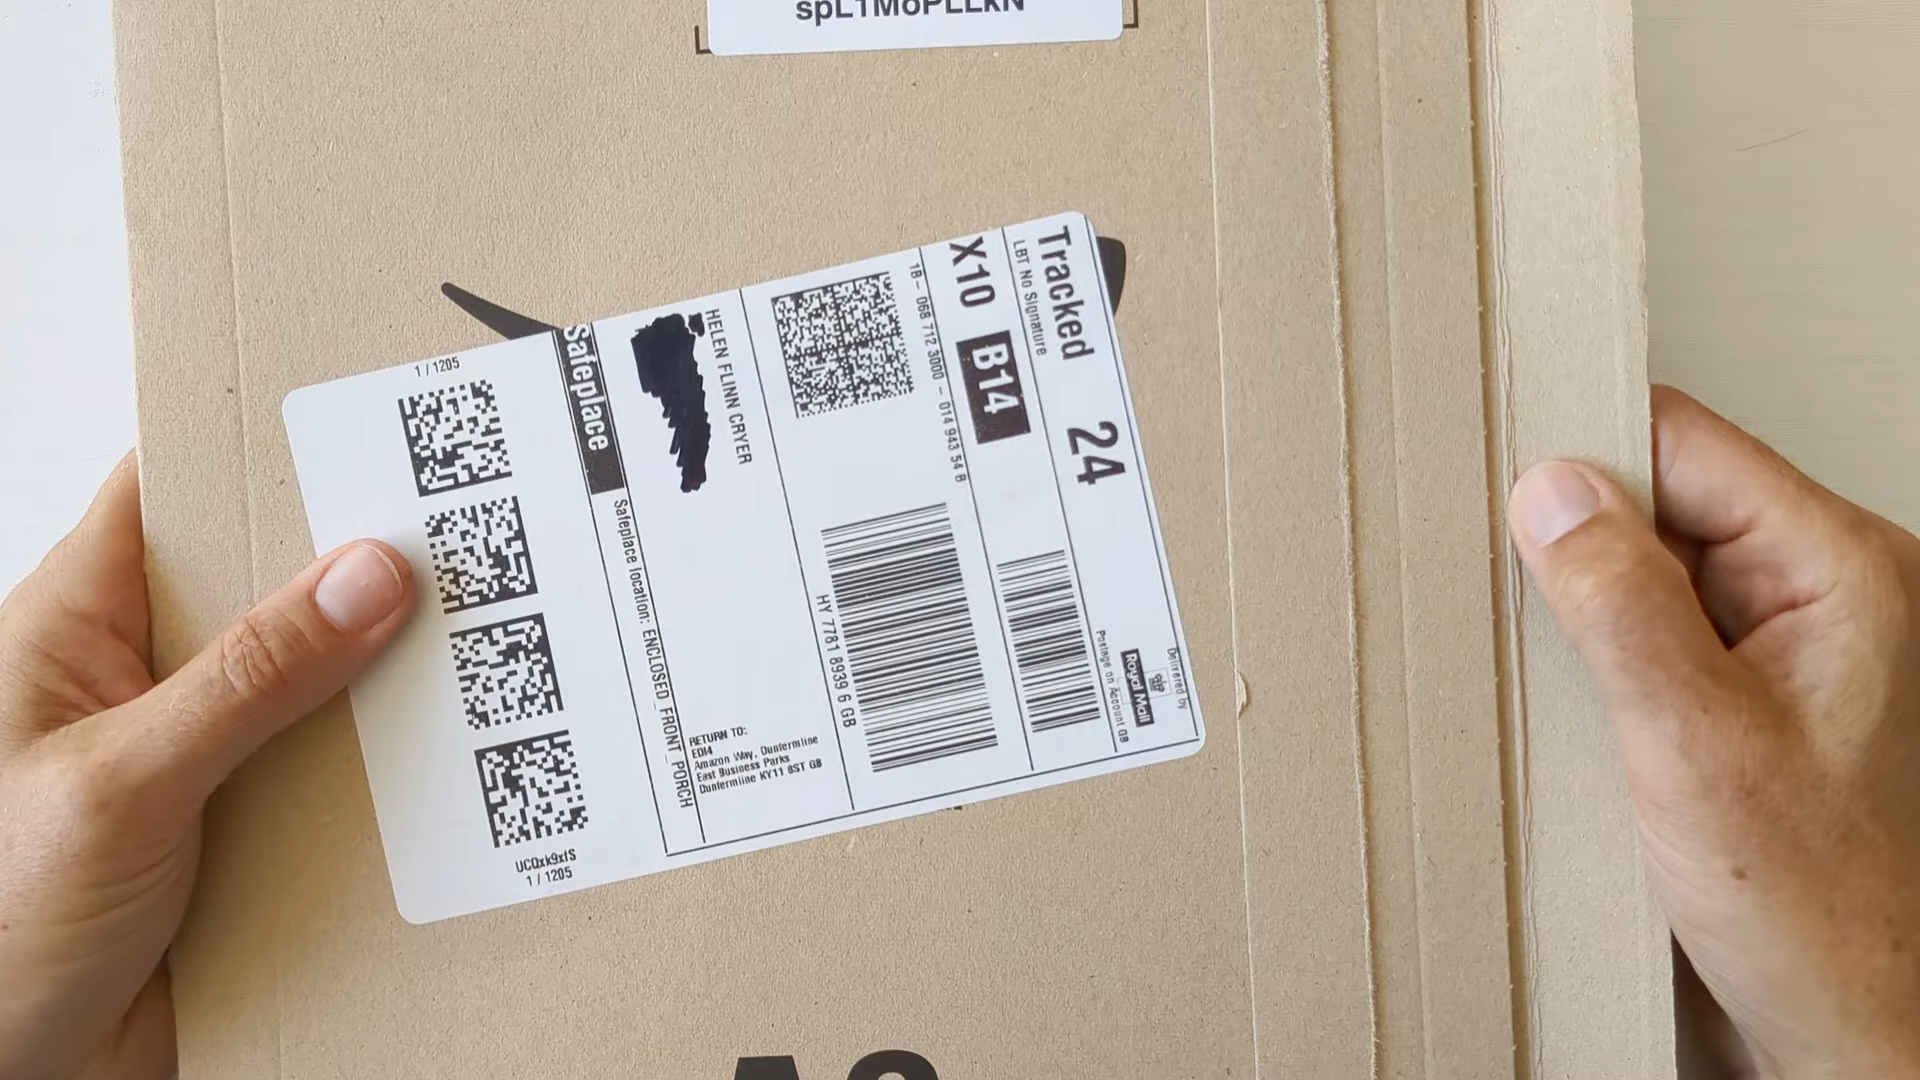 spL1MoPLLkN
Tracked 24
LBT No Signature
Delivered by
Royal Mail
Postage on Account GB
X10 B14
1B - 068 712 3000 - 014 943 54 B
HY 7781 8939 6 GB
HELEN FLINN CRYER
RETURN TO:
EDI4
Amazon Way, Dunfermline
East Business Parks
Dunfermline KY11 8ST GB
Safeplace
Safeplace location: ENCLOSED_FRONT_PORCH
1 / 1205
UCQxk9xfS
1 / 1205